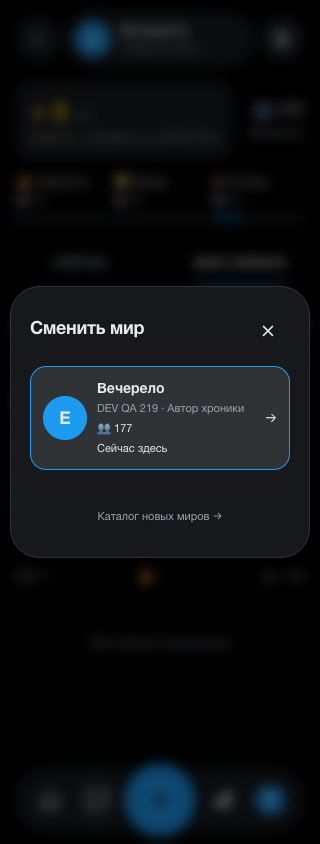 Сменить мир
Вечерело
E
DEV QA 219 · Автор хроники
177
Сейчас здесь
Каталог новых миров →